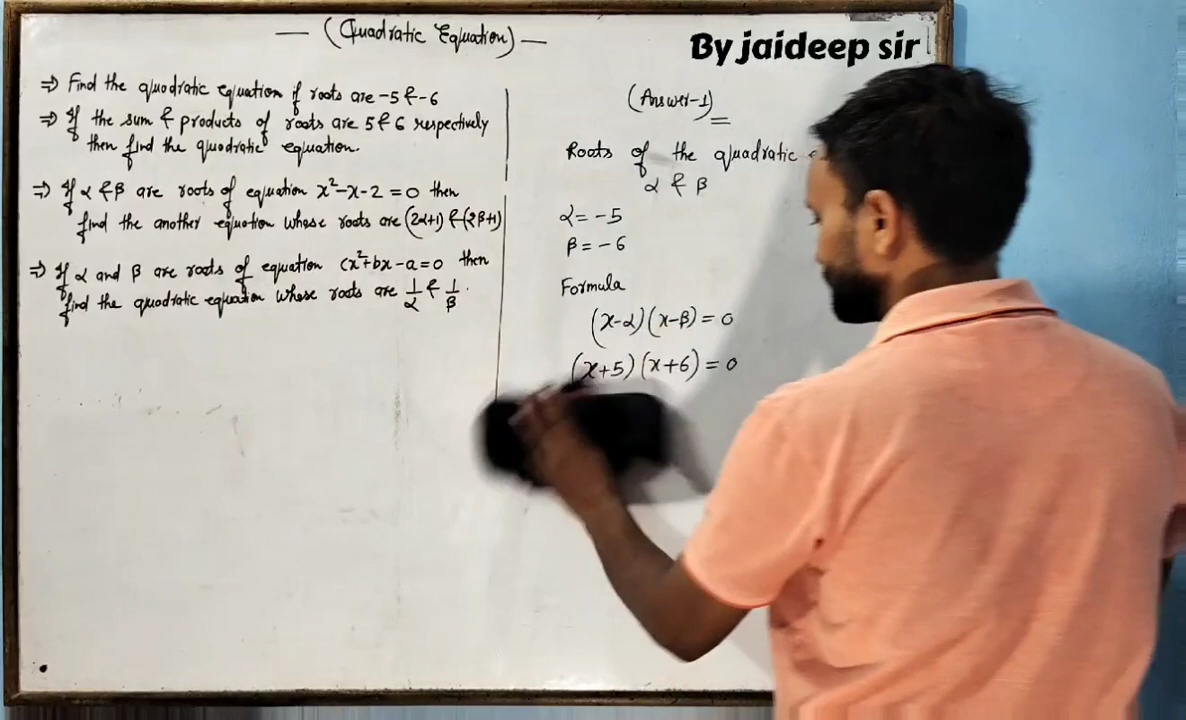 — (Quadratic Equation) —
By jaideep sir
⇒ Find the quadratic equation if roots are -5 & -6
⇒ If the sum & products of roots are 5 & 6 respectively
then find the quadratic equation.
⇒ If α & β are roots of equation x²-x-2=0 then
find the another equation whose roots are (2α+1) & (2β+1)
⇒ If α and β are roots of equation cx²+bx-a=0 then
find the quadratic equation whose roots are 1/α & 1/β.
(Answer-1)
Roots of the quadratic
α & β
α = -5
β = -6
Formula
(x-α)(x-β) = 0
(x+5)(x+6) = 0